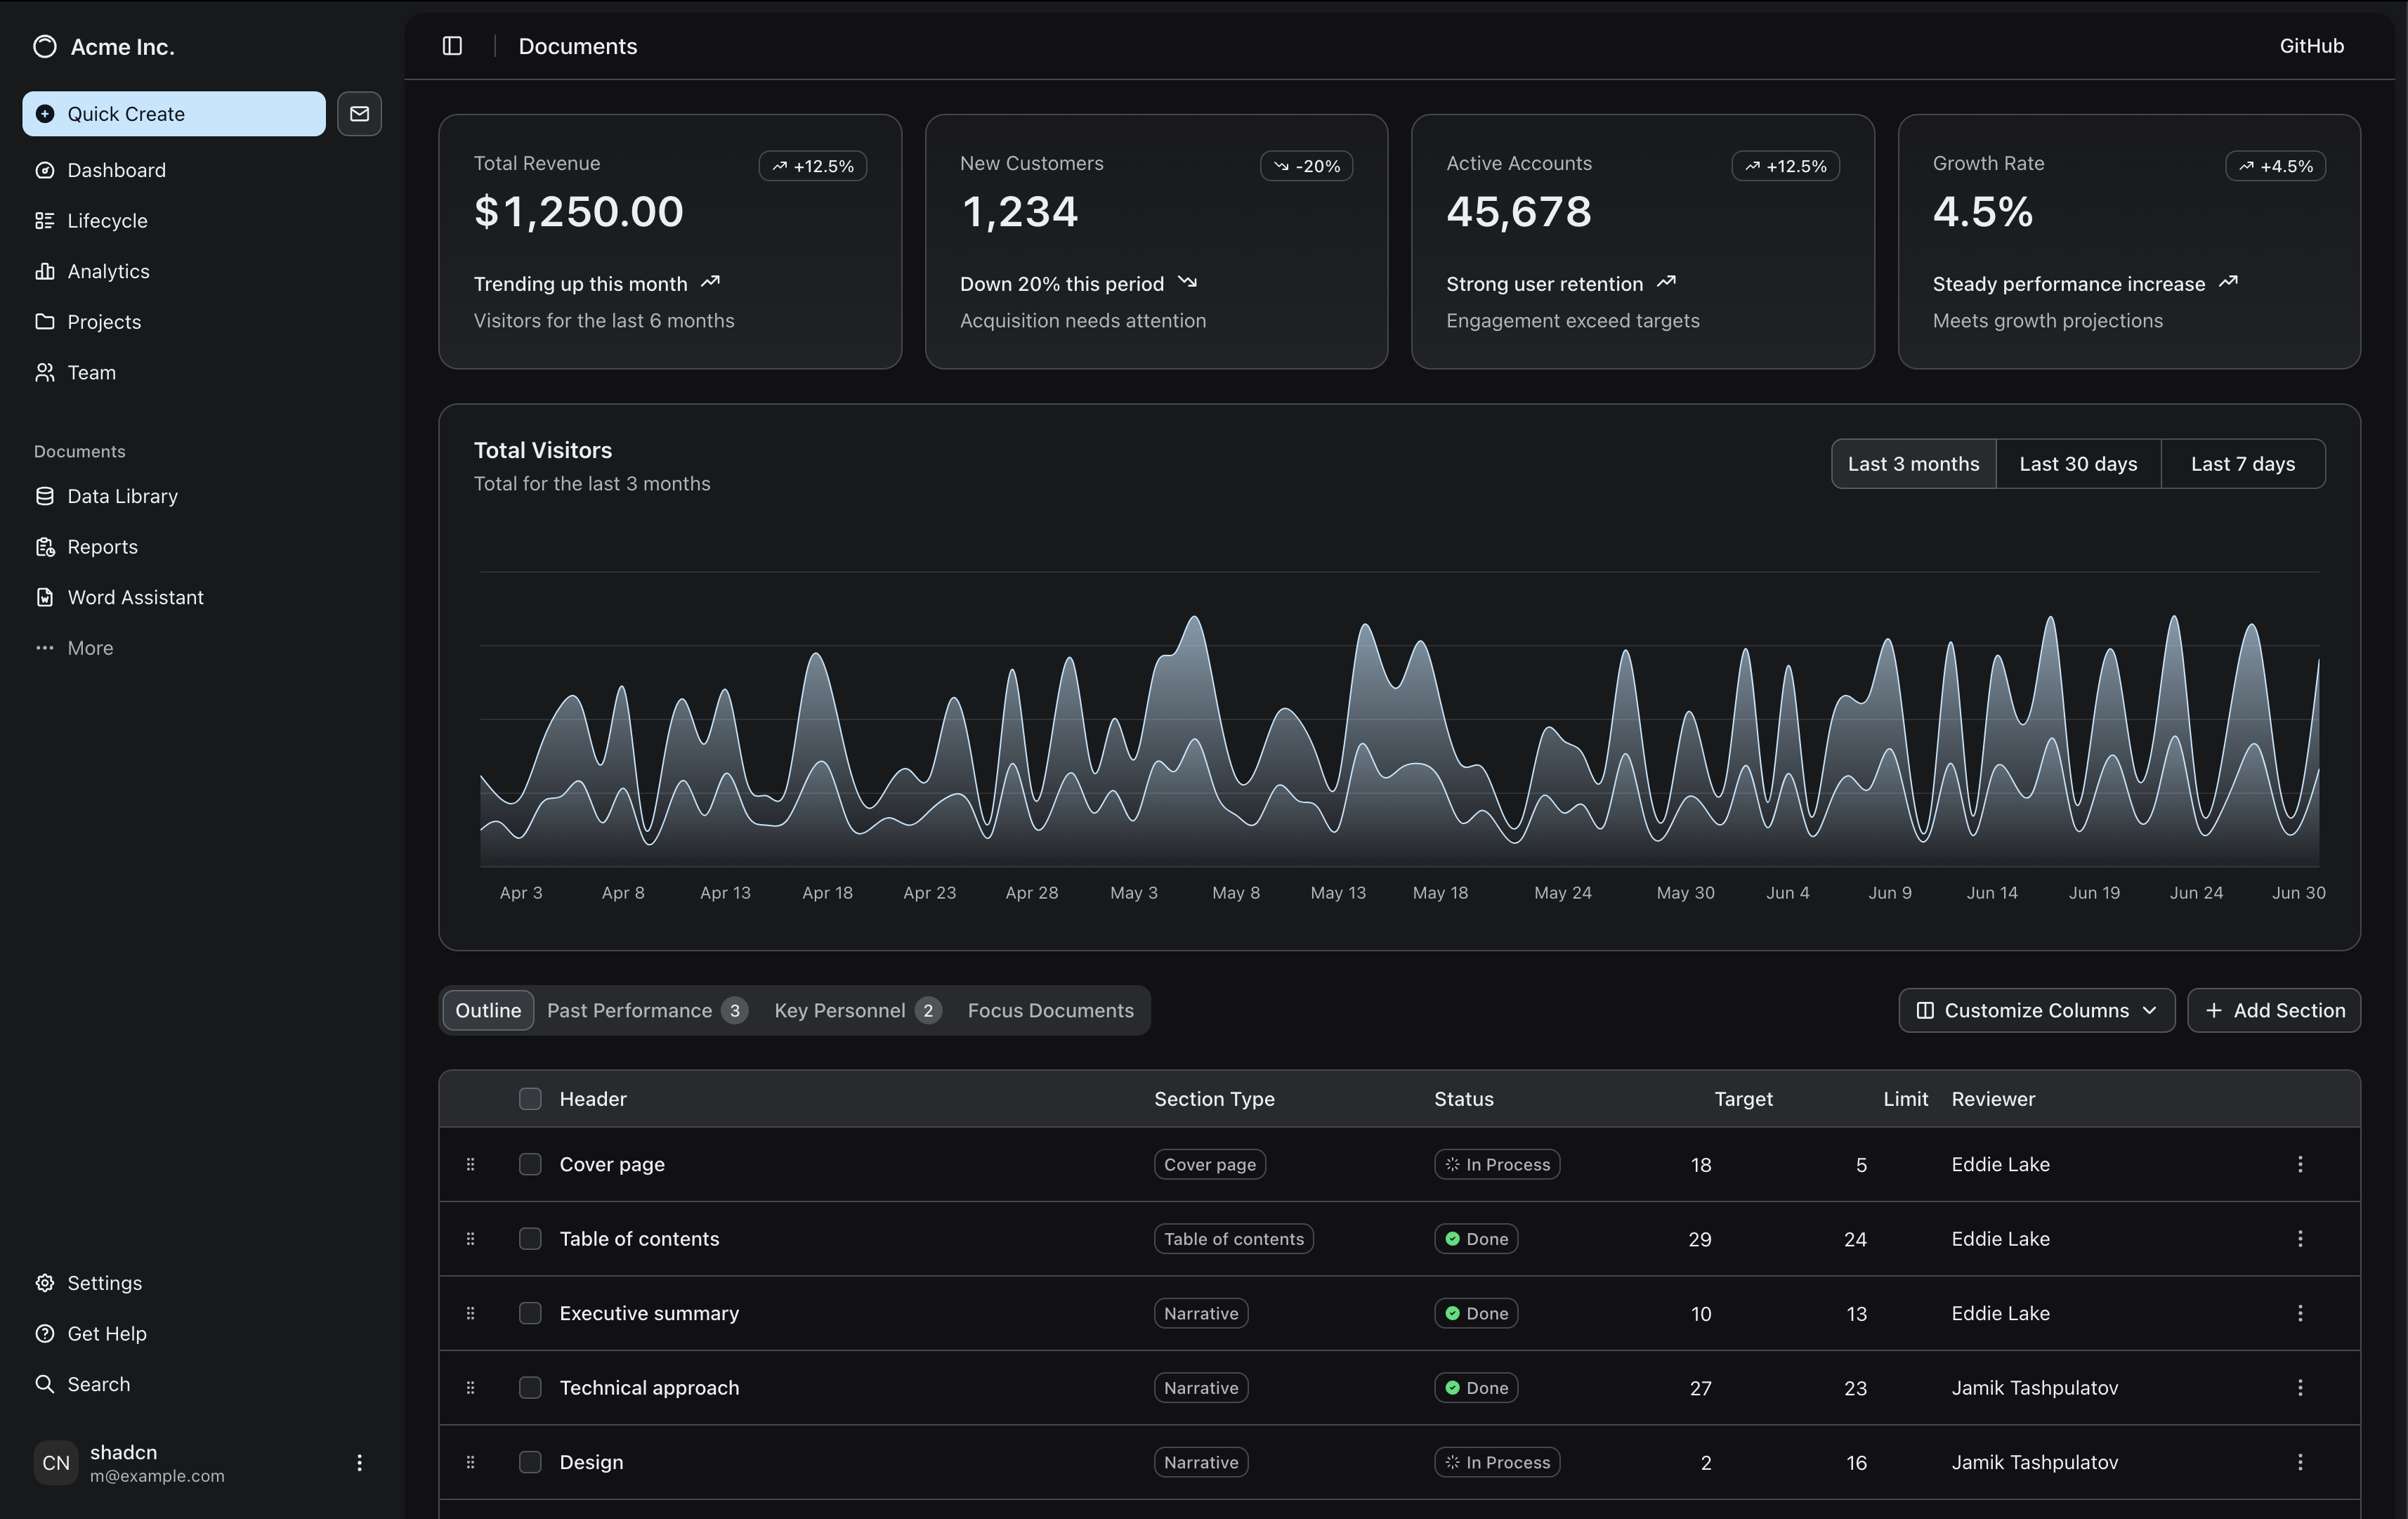 Acme Inc.
Quick Create
Dashboard
Lifecycle
Analytics
Projects
Team
Documents
Data Library
Reports
Word Assistant
More
Settings
Get Help
Search
CN
shadcn
m@example.com
Documents
GitHub
Total Revenue
+12.5%
$1,250.00
Trending up this month
Visitors for the last 6 months
New Customers
-20%
1,234
Down 20% this period
Acquisition needs attention
Active Accounts
+12.5%
45,678
Strong user retention
Engagement exceed targets
Growth Rate
+4.5%
4.5%
Steady performance increase
Meets growth projections
Total Visitors
Total for the last 3 months
Last 3 months Last 30 days Last 7 days
Apr 3 Apr 8 Apr 13 Apr 18 Apr 23 Apr 28 May 3 May 8 May 13 May 18 May 24 May 30 Jun 4 Jun 9 Jun 14 Jun 19 Jun 24 Jun 30
Outline Past Performance 3 Key Personnel 2 Focus Documents
Customize Columns Add Section
Header Section Type Status Target Limit Reviewer
Cover page Cover page In Process 18 5 Eddie Lake
Table of contents Table of contents Done 29 24 Eddie Lake
Executive summary Narrative Done 10 13 Eddie Lake
Technical approach Narrative Done 27 23 Jamik Tashpulatov
Design Narrative In Process 2 16 Jamik Tashpulatov